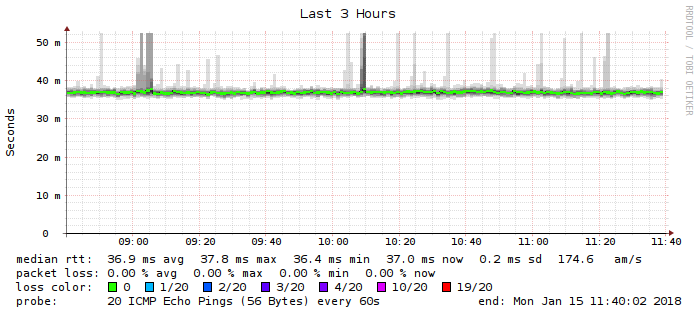 Last 3 Hours
RRDTOOL / TOBI OETIKER
Seconds
50 m
40 m
30 m
20 m
10 m
0
09:00 09:20 09:40 10:00 10:20 10:40 11:00 11:20 11:40
median rtt: 36.9 ms avg 37.8 ms max 36.4 ms min 37.0 ms now 0.2 ms sd 174.6 am/s
packet loss: 0.00 % avg 0.00 % max 0.00 % min 0.00 % now
loss color: 0 1/20 2/20 3/20 4/20 10/20 19/20
probe: 20 ICMP Echo Pings (56 Bytes) every 60s end: Mon Jan 15 11:40:02 2018